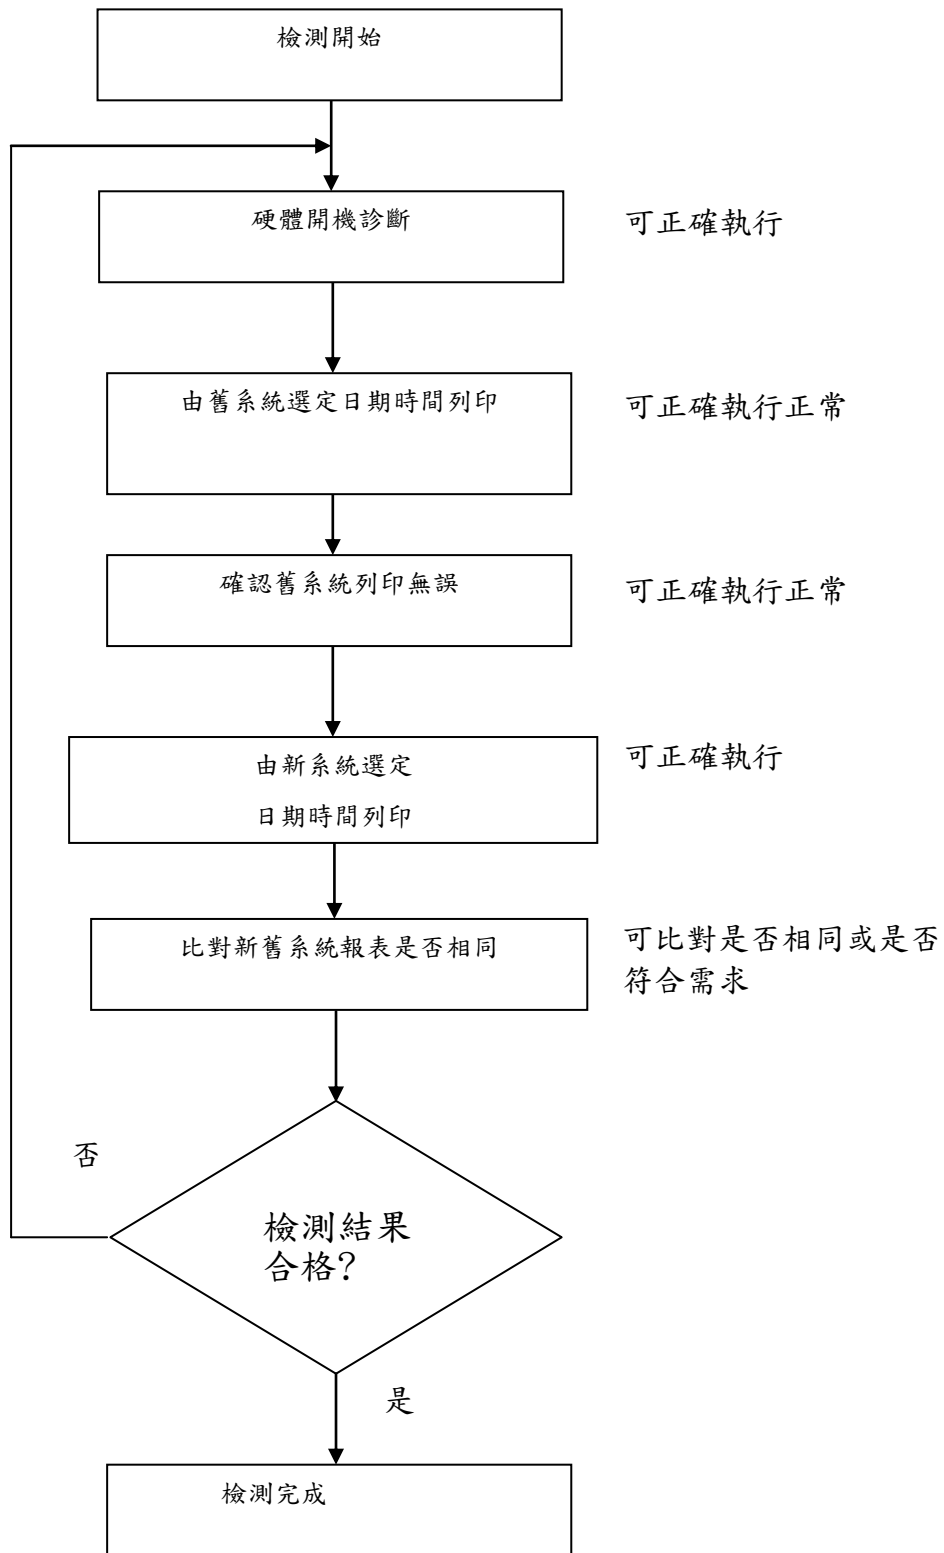 檢測開始
硬體開機診斷
可正確執行
由舊系統選定日期時間列印
可正確執行正常
確認舊系統列印無誤
可正確執行正常
由新系統選定
日期時間列印
可正確執行
比對新舊系統報表是否相同
可比對是否相同或是否
符合需求
否
檢測結果
合格?
是
檢測完成